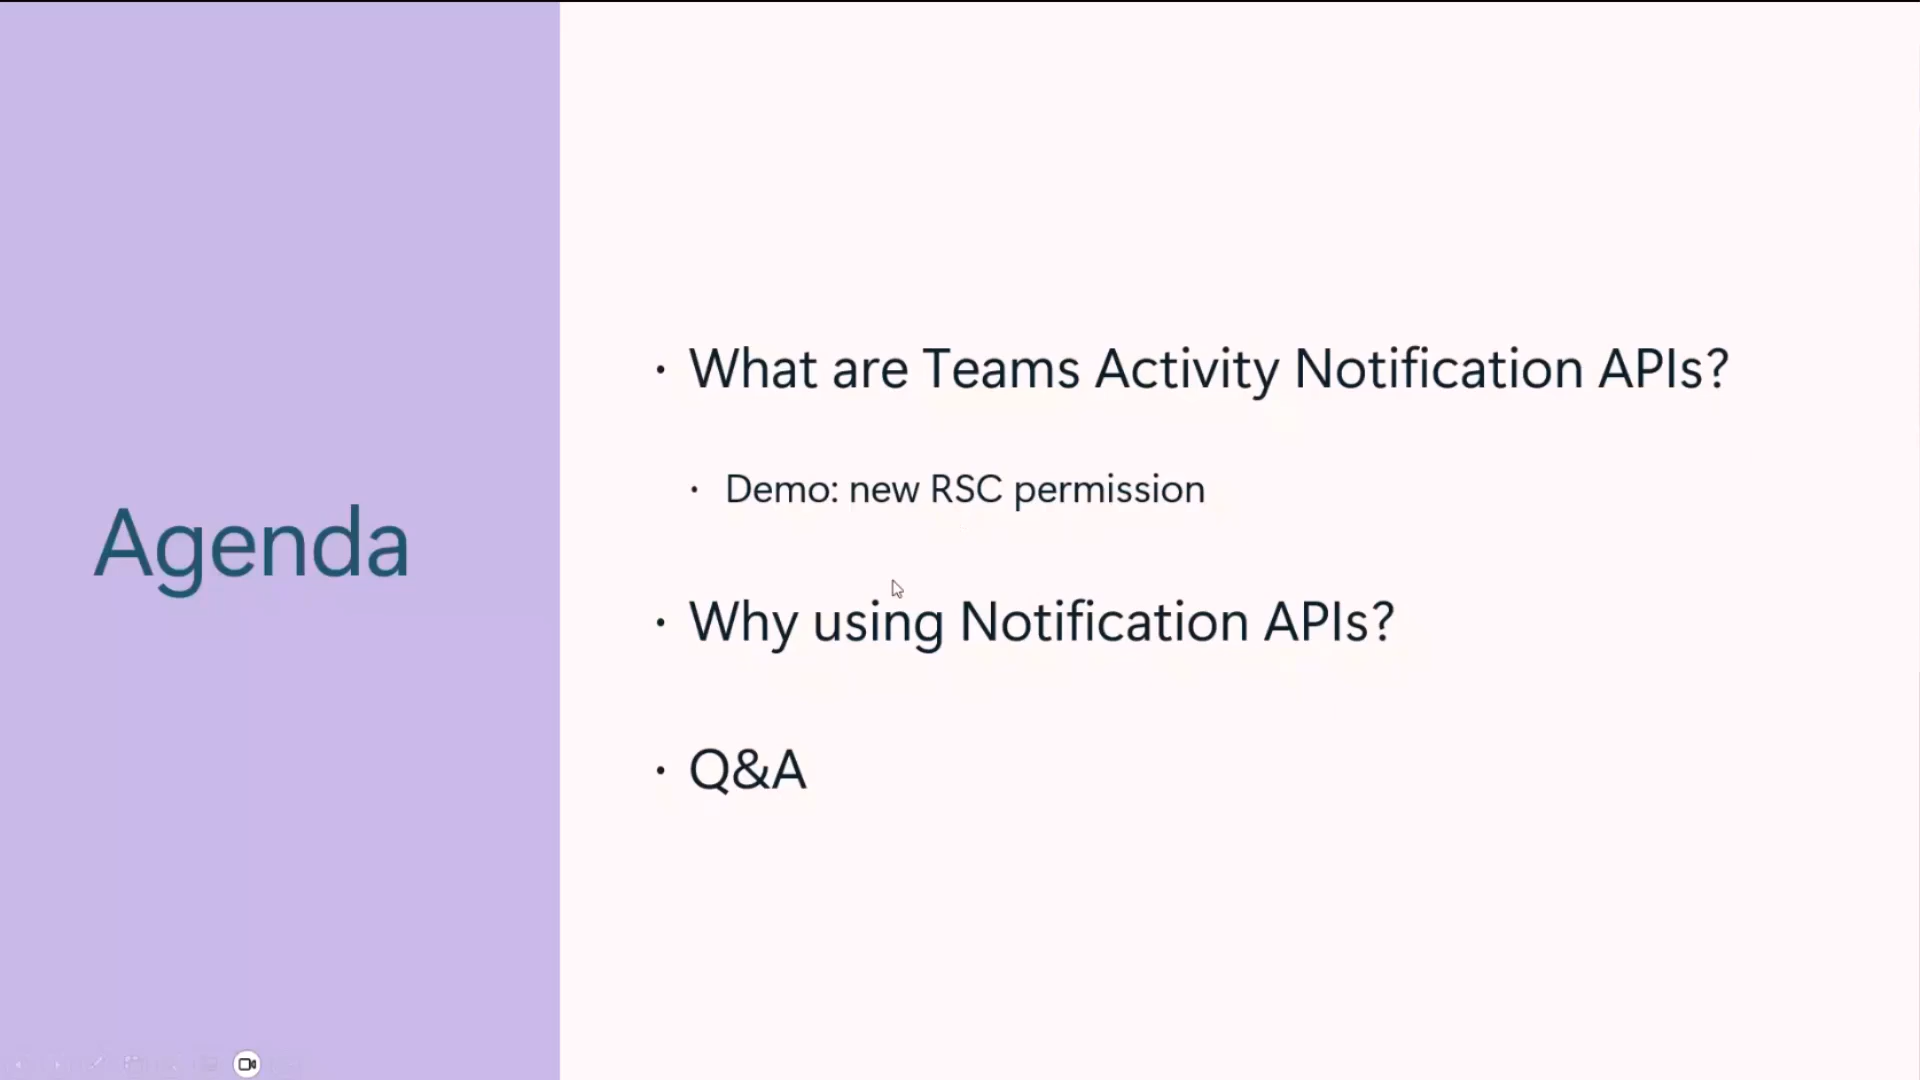 Agenda
• What are Teams Activity Notification APIs?
• Demo: new RSC permission
• Why using Notification APIs?
• Q&A